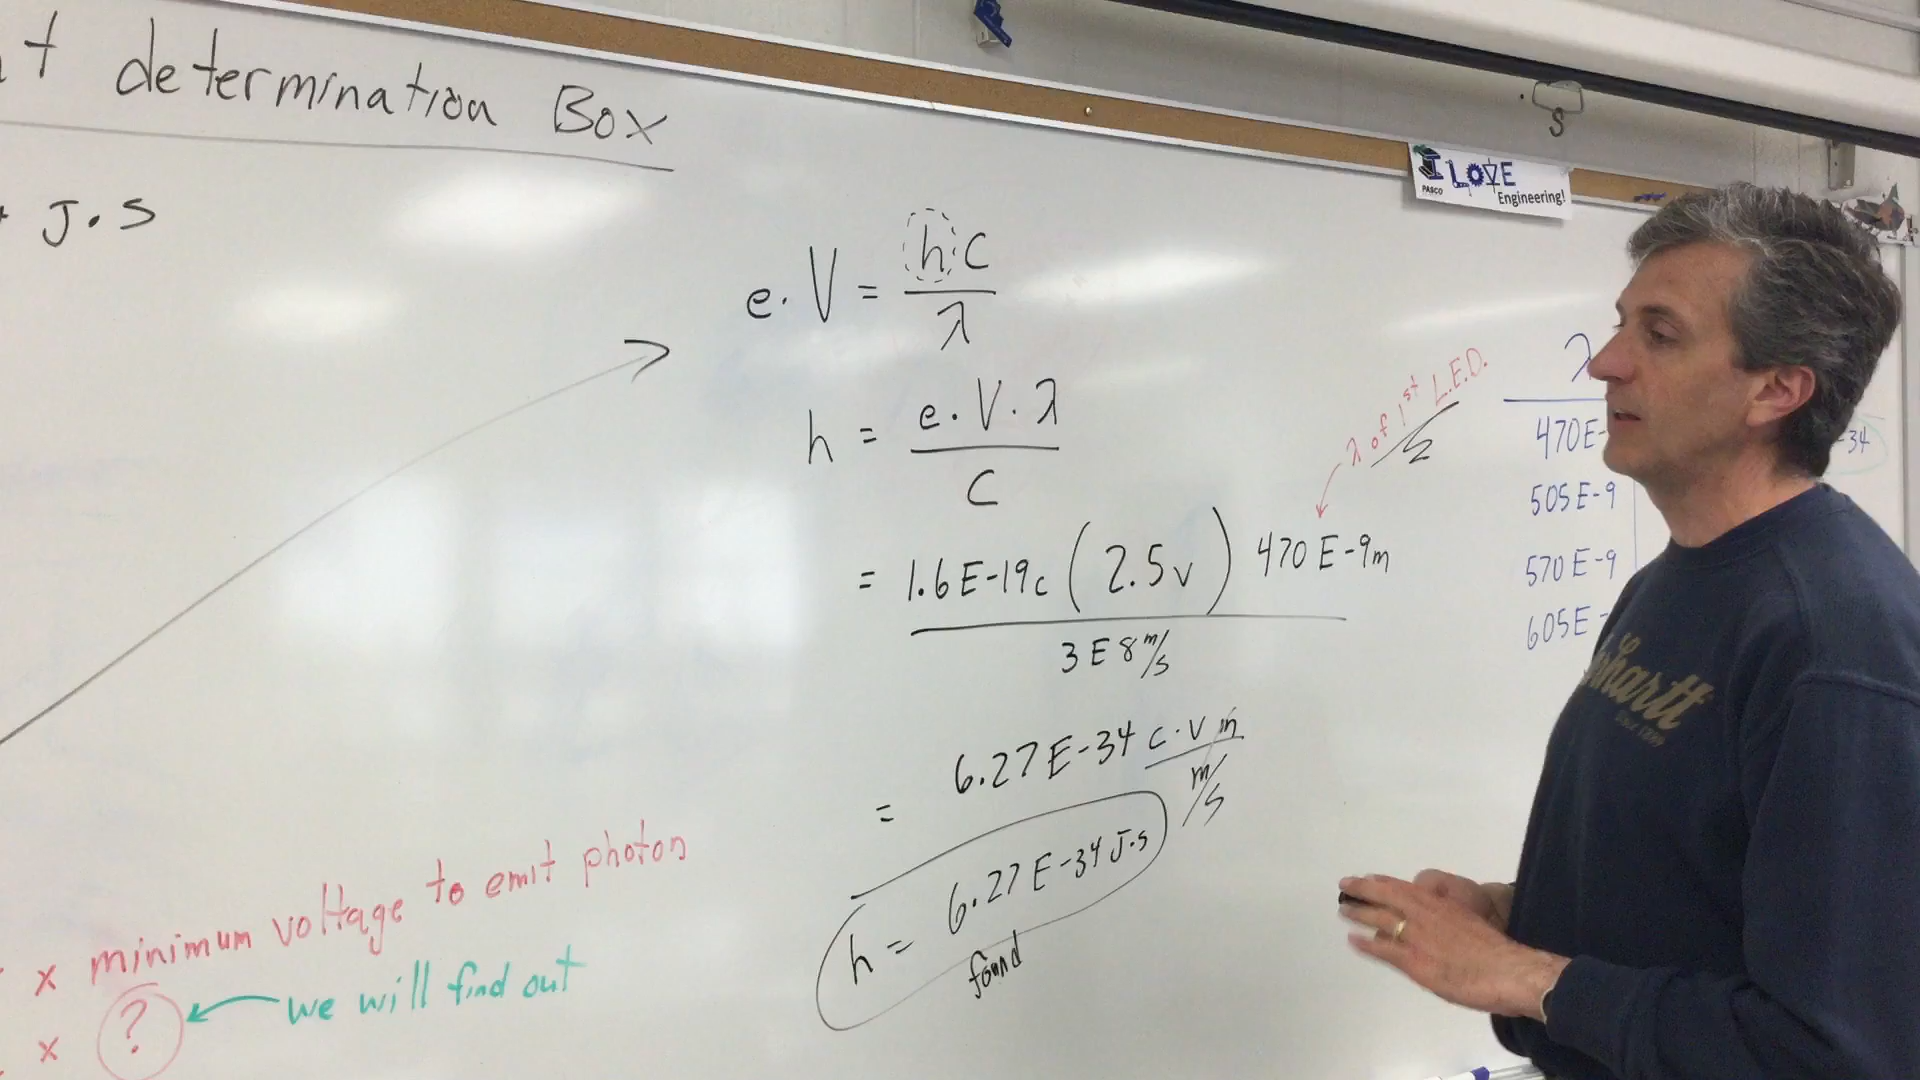 t determination Box
J·s
I LOVE
PASCO
Engineering!
S
e·V = hc/λ
h = e·V·λ/c
λ of 1st L.E.D.
= 1.6E-19c (2.5v) 470E-9m
3E8 m/s
= 6.27E-34 c·v m
m/s
h = 6.27E-34 J·s
found
x minimum voltage to emit photon
x ? we will find out
λ
470E-
505E-9
570E-9
605E-
-34
hartt